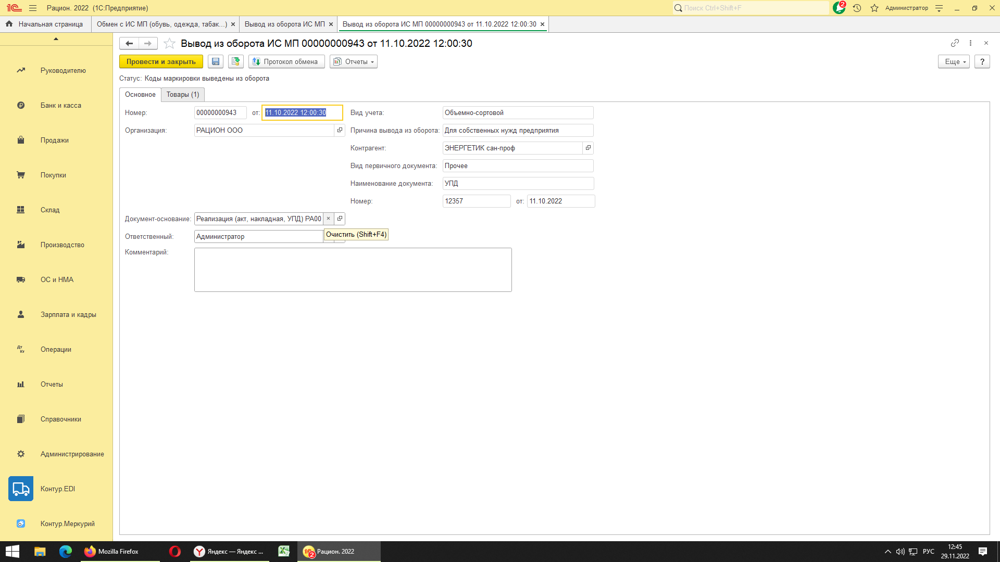 Рацион. 2022 (1С:Предприятие)
Поиск Ctrl+Shift+F
2
Администратор
Начальная страница
Обмен с ИС МП (обувь, одежда, табак...) ×
Вывод из оборота ИС МП ×
Вывод из оборота ИС МП 00000000943 от 11.10.2022 12:00:30 ×
Руководителю
Банк и касса
Продажи
Покупки
Склад
Производство
ОС и НМА
Зарплата и кадры
Дт Кт Операции
Отчеты
Справочники
Администрирование
Контур.EDI
Контур.Меркурий
Вывод из оборота ИС МП 00000000943 от 11.10.2022 12:00:30
Провести и закрыть
Протокол обмена
Отчеты
Еще
?
Статус: Коды маркировки выведены из оборота
Основное
Товары (1)
Номер: 00000000943 от: 11.10.2022 12:00:30
Вид учета: Объемно-сортовой
Организация: РАЦИОН ООО
Причина вывода из оборота: Для собственных нужд предприятия
Контрагент: ЭНЕРГЕТИК сан-проф
Вид первичного документа: Прочее
Наименование документа: УПД
Номер: 12357 от: 11.10.2022
Документ-основание: Реализация (акт, накладная, УПД) РА00 ×
Очистить (Shift+F4)
Ответственный: Администратор
Комментарий:
Mozilla Firefox
Яндекс — Яндекс ...
2
Рацион. 2022
РУС
12:45
29.11.2022